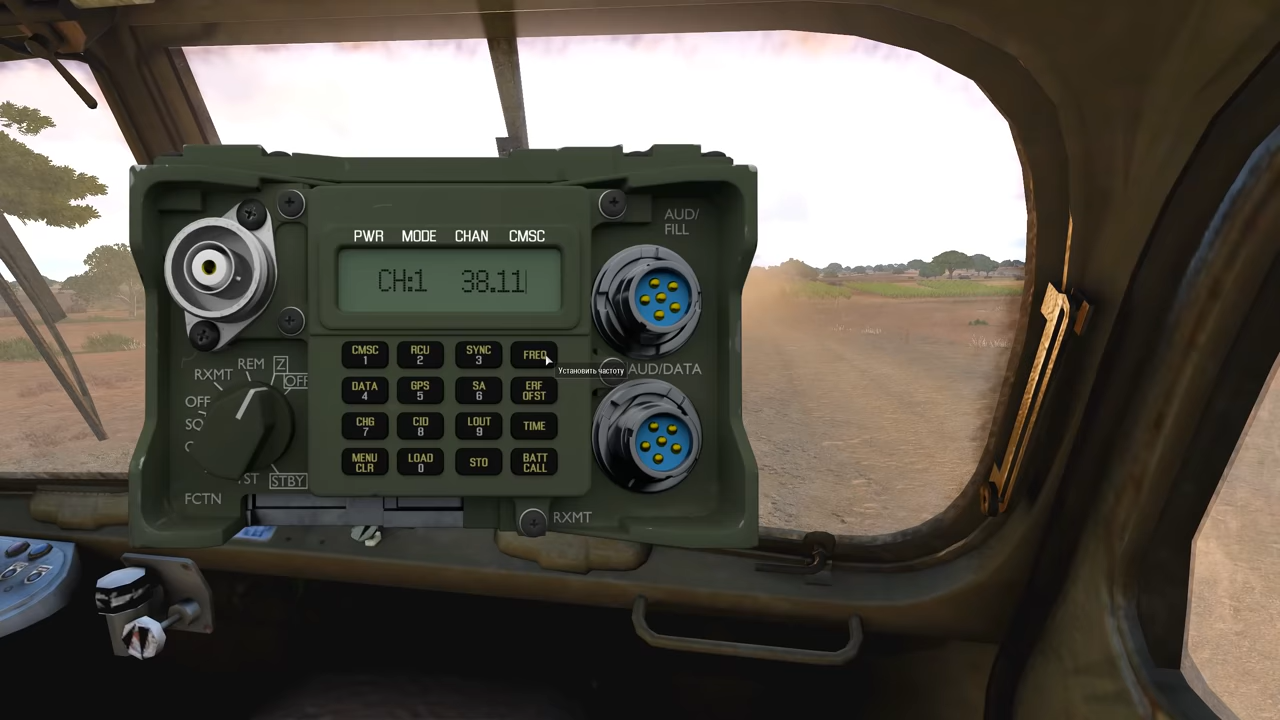 AUD/
FILL
PWR MODE CHAN CMSC
CH:1 38.11
CMSC
1
RCU
2
SYNC
3
FREQ
Установить частоту
AUD/DATA
REM
Z
RXMT
OFF
DATA
4
GPS
5
SA
6
ERF
OFST
OFF
SQ
CHG
7
CID
8
LOUT
9
TIME
MENU
CLR
LOAD
0
STO
BATT
CALL
STBY
FCTN
RXMT